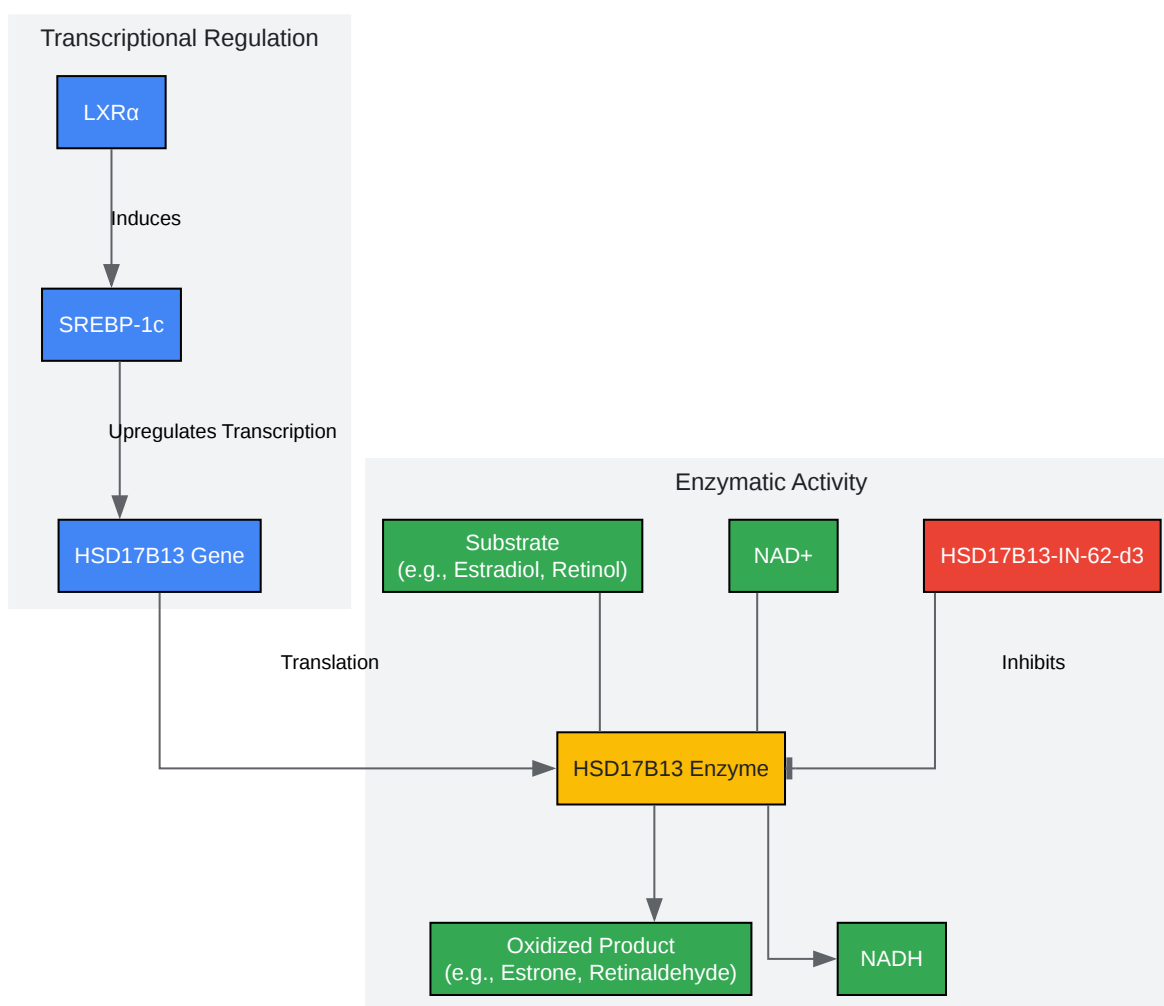 Transcriptional Regulation
LXRα
Induces
SREBP-1c
Upregulates Transcription
HSD17B13 Gene
Translation
Enzymatic Activity
Substrate
(e.g., Estradiol, Retinol)
NAD+
HSD17B13-IN-62-d3
Inhibits
HSD17B13 Enzyme
Oxidized Product
(e.g., Estrone, Retinaldehyde)
NADH